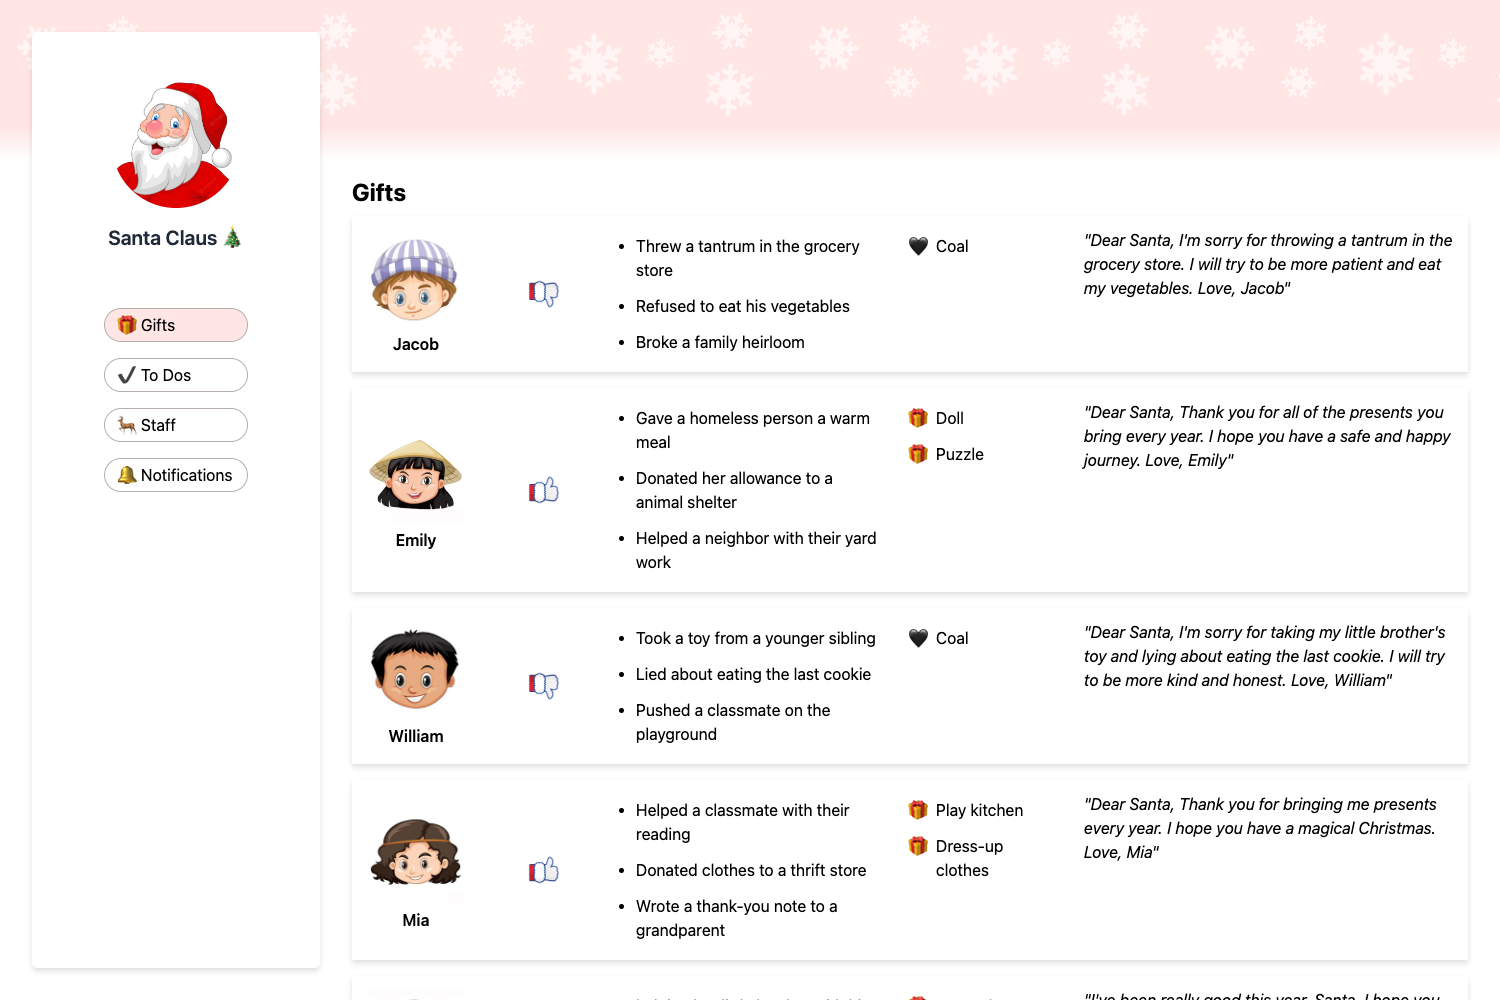 Santa Claus
Gifts
To Dos
Staff
Notifications
Gifts
Jacob
Threw a tantrum in the grocery
store
Refused to eat his vegetables
Broke a family heirloom
Coal
"Dear Santa, I'm sorry for throwing a tantrum in the
grocery store. I will try to be more patient and eat
my vegetables. Love, Jacob"
Emily
Gave a homeless person a warm
meal
Donated her allowance to a
animal shelter
Helped a neighbor with their yard
work
Doll
Puzzle
"Dear Santa, Thank you for all of the presents you
bring every year. I hope you have a safe and happy
journey. Love, Emily"
William
Took a toy from a younger sibling
Lied about eating the last cookie
Pushed a classmate on the
playground
Coal
"Dear Santa, I'm sorry for taking my little brother's
toy and lying about eating the last cookie. I will try
to be more kind and honest. Love, William"
Mia
Helped a classmate with their
reading
Donated clothes to a thrift store
Wrote a thank-you note to a
grandparent
Play kitchen
Dress-up
clothes
"Dear Santa, Thank you for bringing me presents
every year. I hope you have a magical Christmas.
Love, Mia"
"I've been really good this year, Santa. I hope you